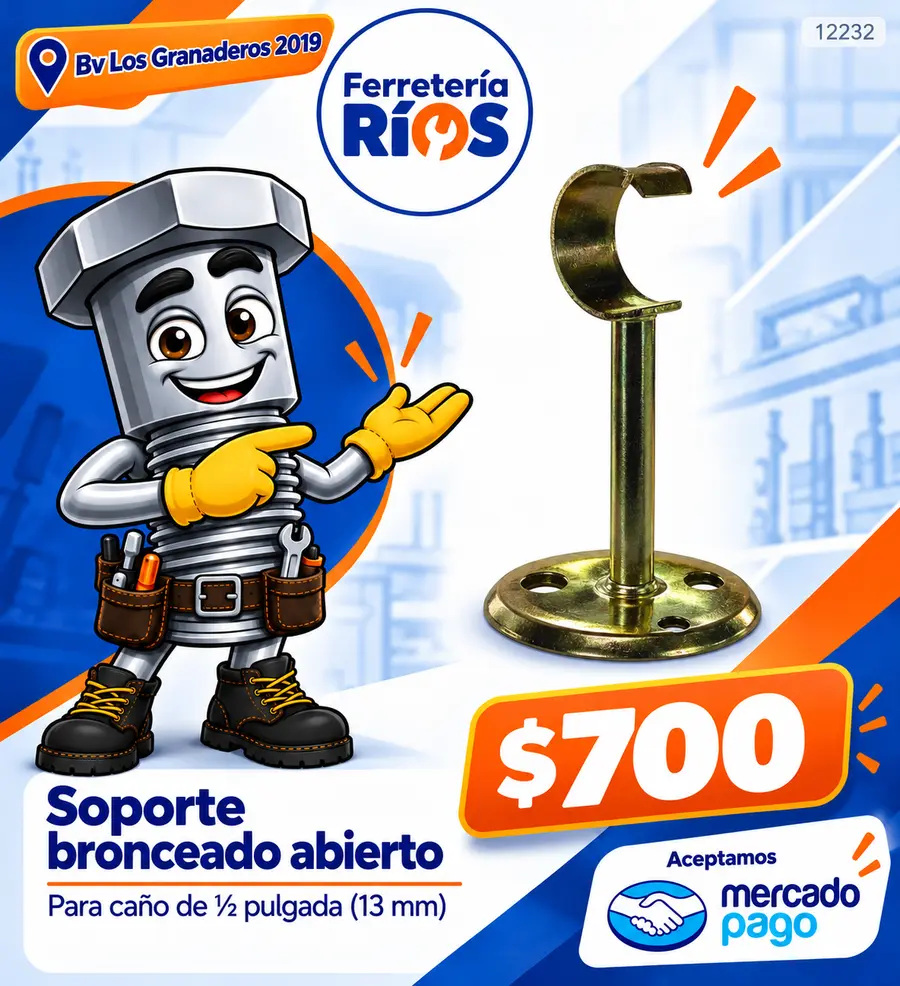 Bv Los Granaderos 2019
12232
Ferretería
RÍOS
$700
Soporte
bronceado abierto
Para caño de ½ pulgada (13 mm)
Aceptamos
mercado
pago